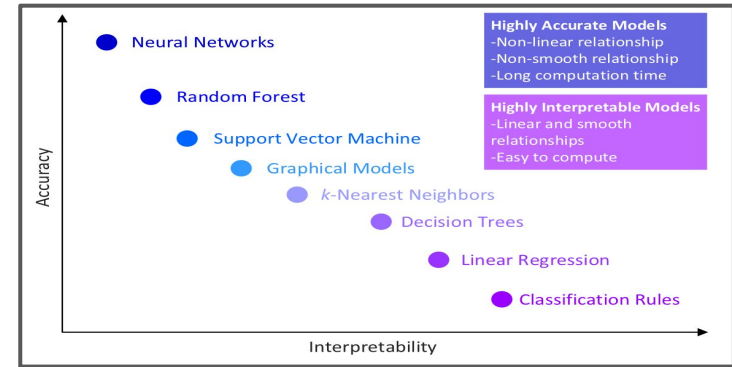 Highly Accurate Models
-Non-linear relationship
-Non-smooth relationship
-Long computation time
Highly Interpretable Models
-Linear and smooth
relationships
-Easy to compute
Neural Networks
Random Forest
Support Vector Machine
Graphical Models
k-Nearest Neighbors
Decision Trees
Linear Regression
Classification Rules
Accuracy
Interpretability